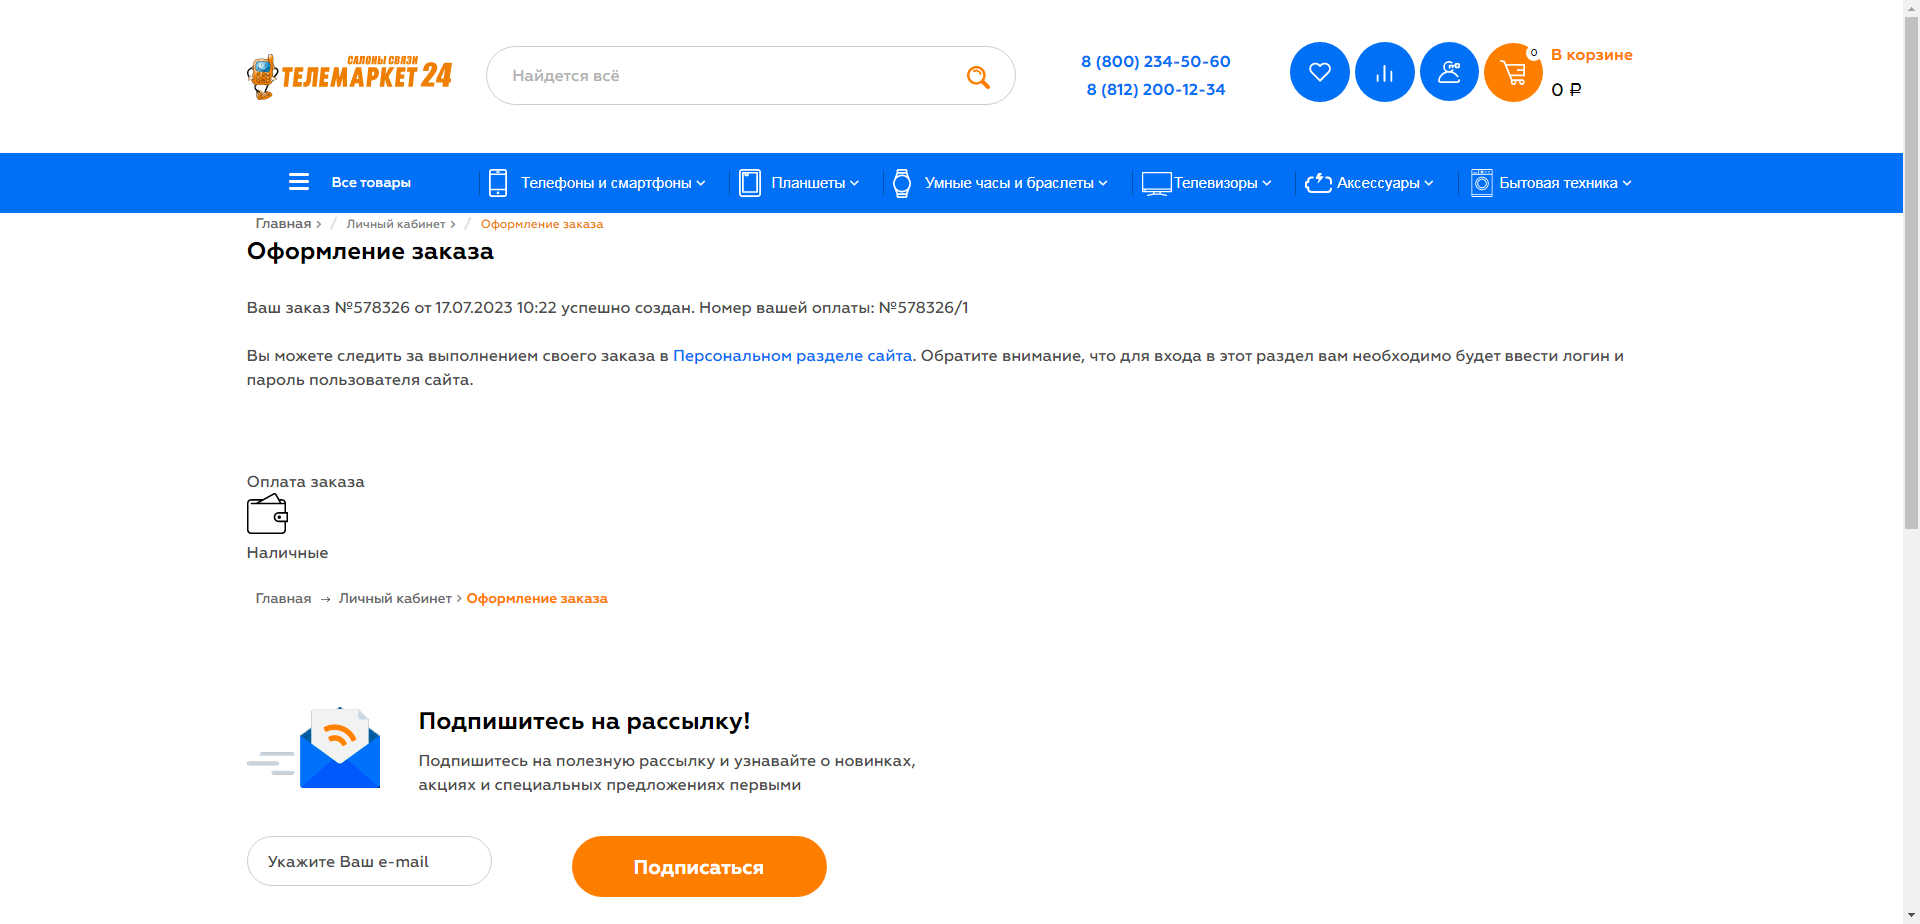 САЛОНЫ СВЯЗИ
ТЕЛЕМАРКЕТ 24
Найдется всё
8 (800) 234-50-60
8 (812) 200-12-34
0
В корзине
0 ₽
Все товары
Телефоны и смартфоны
Планшеты
Умные часы и браслеты
Телевизоры
Аксессуары
Бытовая техника
Главная > / Личный кабинет > / Оформление заказа
Оформление заказа
Ваш заказ №578326 от 17.07.2023 10:22 успешно создан. Номер вашей оплаты: №578326/1
Вы можете следить за выполнением своего заказа в Персональном разделе сайта. Обратите внимание, что для входа в этот раздел вам необходимо будет ввести логин и
пароль пользователя сайта.
Оплата заказа
Наличные
Главная → Личный кабинет > Оформление заказа
Подпишитесь на рассылку!
Подпишитесь на полезную рассылку и узнавайте о новинках,
акциях и специальных предложениях первыми
Укажите Ваш e-mail
Подписаться